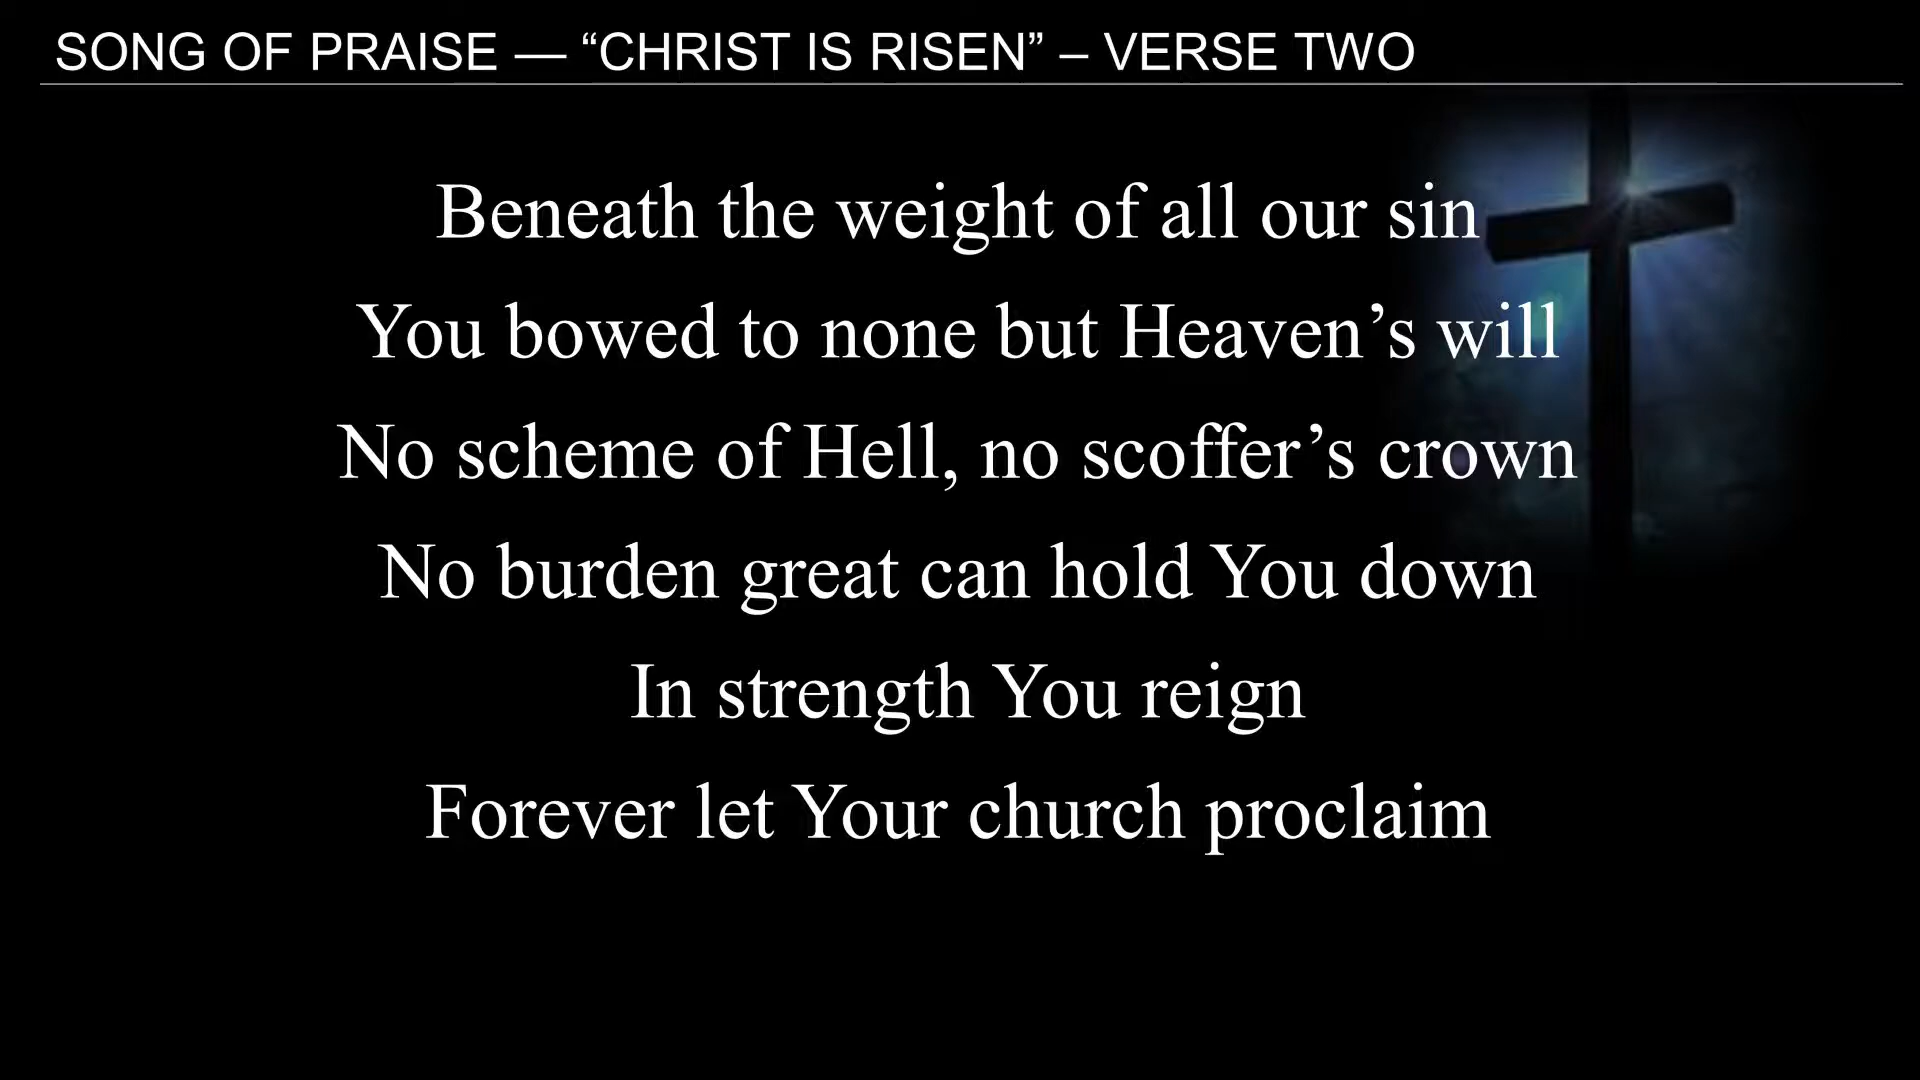 SONG OF PRAISE — “CHRIST IS RISEN” – VERSE TWO
Beneath the weight of all our sin
You bowed to none but Heaven’s will
No scheme of Hell, no scoffer’s crown
No burden great can hold You down
In strength You reign
Forever let Your church proclaim